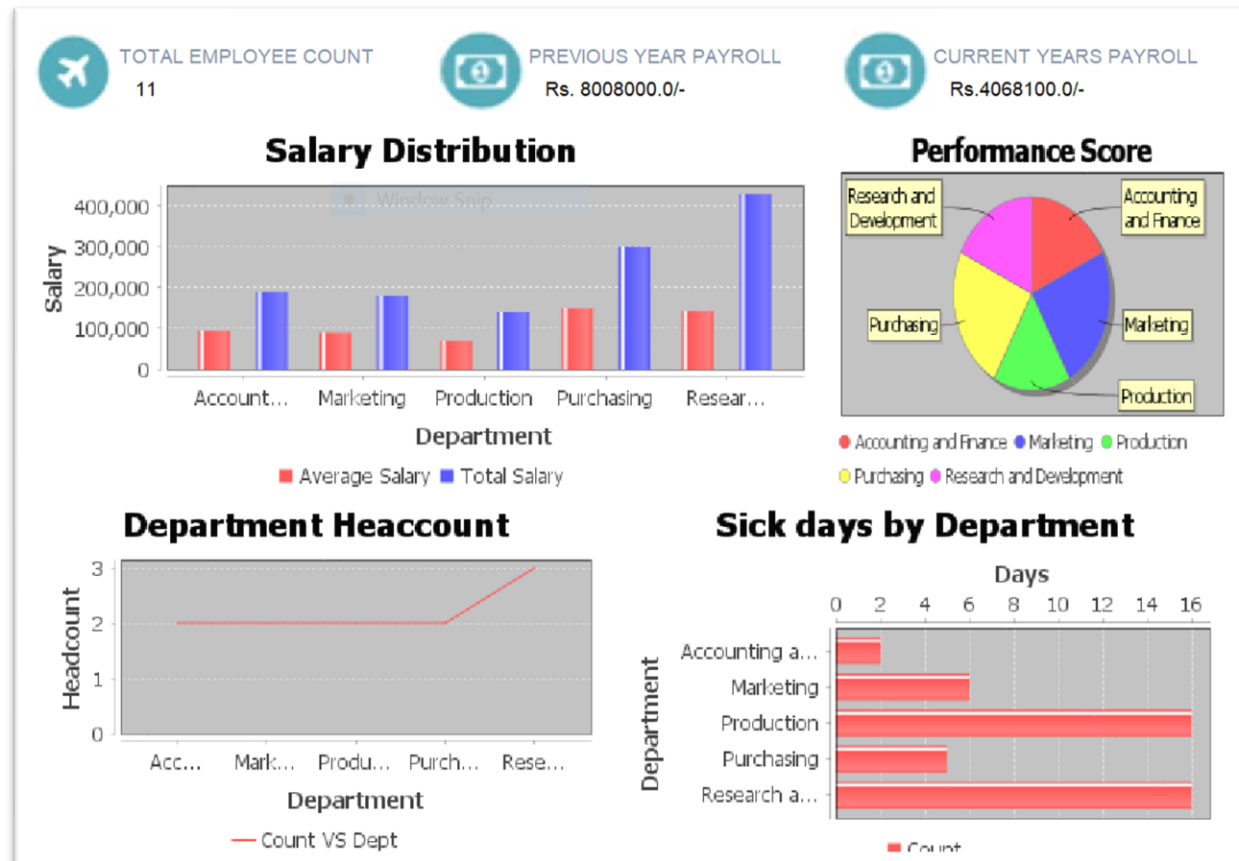 TOTAL EMPLOYEE COUNT
11
PREVIOUS YEAR PAYROLL
Rs. 8008000.0/-
CURRENT YEARS PAYROLL
Rs.4068100.0/-
Salary Distribution
Window Snip
400,000
300,000
200,000
100,000
0
Salary
Account...
Marketing
Production
Purchasing
Resear...
Department
Average Salary
Total Salary
Performance Score
Research and
Development
Accounting
and Finance
Purchasing
Marketing
Production
Accounting and Finance
Marketing
Production
Purchasing
Research and Development
Department Heaccount
3
2
1
0
Headcount
Acc...
Mark...
Produ...
Purch...
Rese...
Department
Count VS Dept
Sick days by Department
Days
0 2 4 6 8 10 12 14 16
Department
Accounting a...
Marketing
Production
Purchasing
Research a...
Count